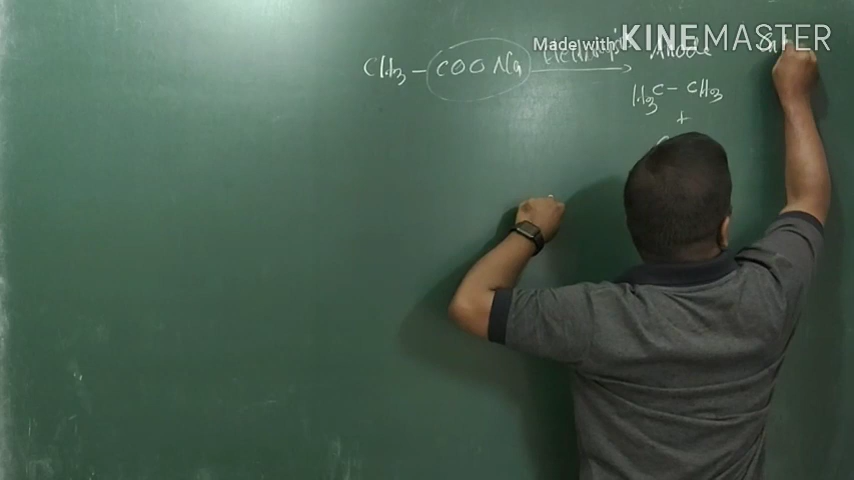 Made with KINEMASTER
CH3 - COONa Electrolysis Anode
H3C - CH3
+